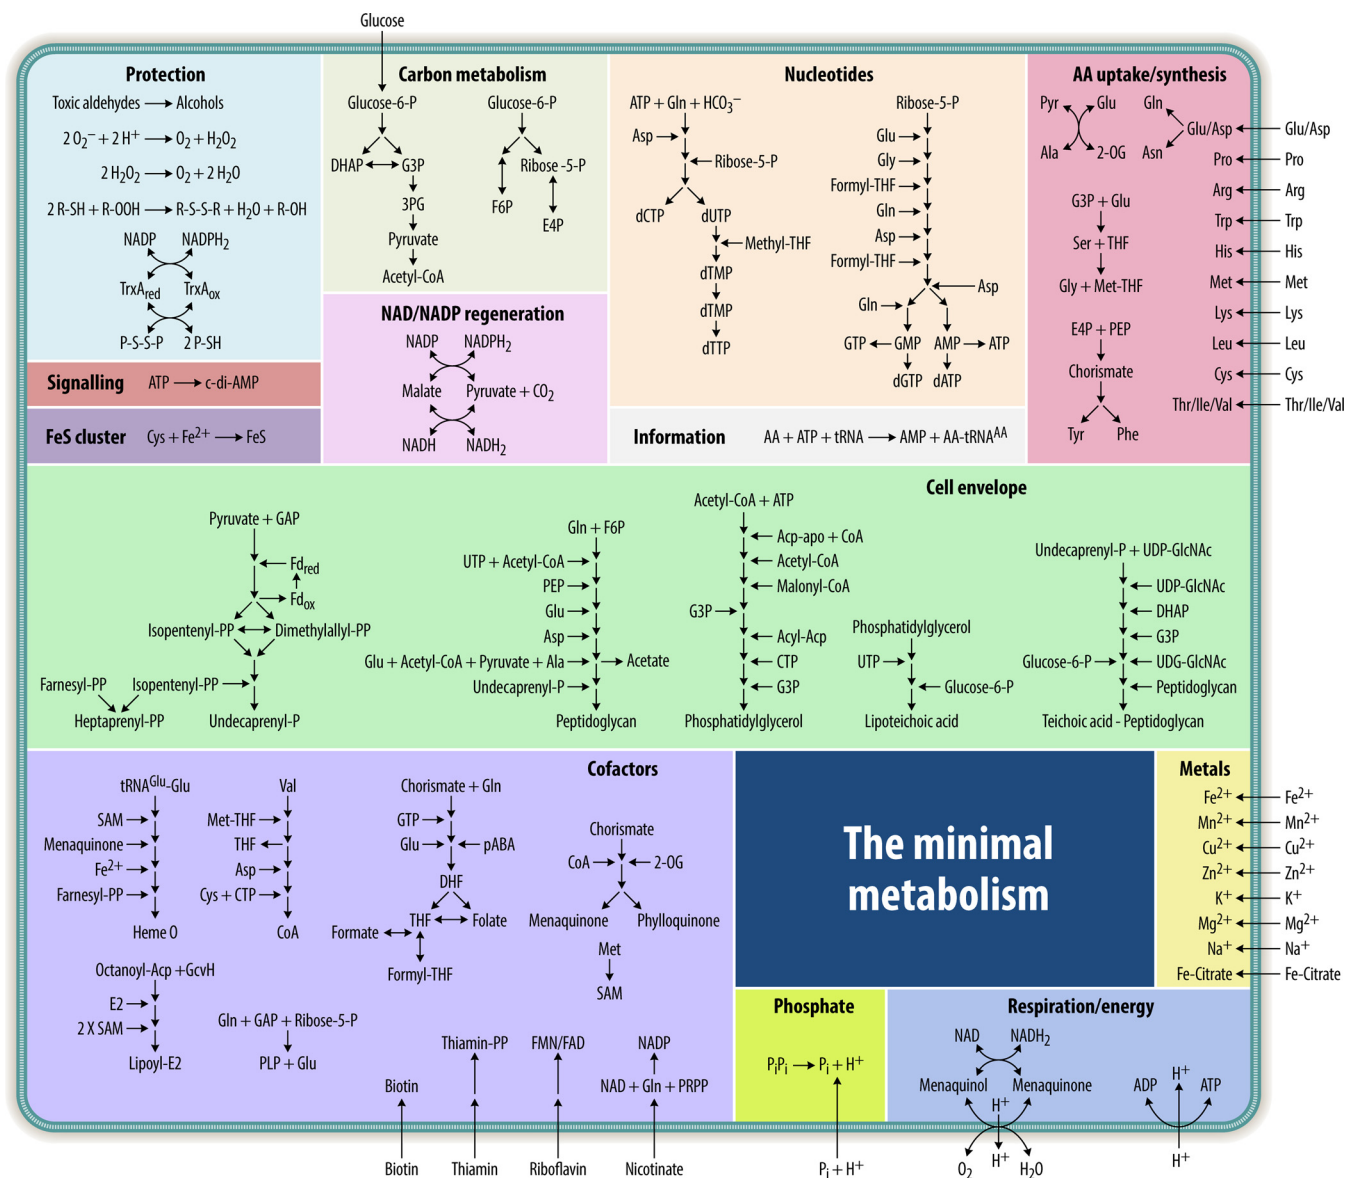 Glucose
Protection
Toxic aldehydes → Alcohols
2 O₂⁻ + 2 H⁺ → O₂ + H₂O₂
2 H₂O₂ → O₂ + 2 H₂O
2 R-SH + R-OOH → R-S-S-R + H₂O + R-OH
NADP NADPH₂
TrxAred TrxAox
P-S-S-P 2 P-SH
Signalling ATP → c-di-AMP
FeS cluster Cys + Fe²⁺ → FeS
Carbon metabolism
Glucose-6-P Glucose-6-P
DHAP G3P Ribose -5-P
3PG F6P
E4P
Pyruvate
Acetyl-CoA
NAD/NADP regeneration
NADP NADPH₂
Malate Pyruvate + CO₂
NADH NADH₂
Nucleotides
ATP + Gln + HCO₃⁻
Asp
Ribose-5-P
dCTP dUTP
Methyl-THF
dTMP
dTMP
dTTP
Ribose-5-P
Glu
Gly
Formyl-THF
Gln
Asp
Formyl-THF
Asp
Gln
GTP GMP AMP ATP
dGTP dATP
Information AA + ATP + tRNA → AMP + AA-tRNAᴬᴬ
AA uptake/synthesis
Pyr Glu
Ala 2-OG
Gln
Glu/Asp Glu/Asp
Asn
Pro Pro
Arg Arg
Trp Trp
His His
Met Met
Lys Lys
Leu Leu
Cys Cys
Thr/Ile/Val Thr/Ile/Val
G3P + Glu
Ser + THF
Gly + Met-THF
E4P + PEP
Chorismate
Tyr Phe
Cell envelope
Pyruvate + GAP
Fdred
Fdox
Isopentenyl-PP Dimethylallyl-PP
Farnesyl-PP Isopentenyl-PP
Heptaprenyl-PP Undecaprenyl-P
Gln + F6P
UTP + Acetyl-CoA
PEP
Glu
Asp
Glu + Acetyl-CoA + Pyruvate + Ala Acetate
Undecaprenyl-P
Peptidoglycan
Acetyl-CoA + ATP
Acp-apo + CoA
Acetyl-CoA
Malonyl-CoA
G3P
Acyl-Acp
CTP
G3P
Phosphatidylglycerol
Phosphatidylglycerol
UTP
Glucose-6-P
Lipoteichoic acid
Undecaprenyl-P + UDP-GlcNAc
UDP-GlcNAc
DHAP
G3P
Glucose-6-P UDG-GlcNAc
Peptidoglycan
Teichoic acid - Peptidoglycan
Cofactors
tRNAᴳˡᵘ-Glu
SAM
Menaquinone
Fe²⁺
Farnesyl-PP
Heme O
Val
Met-THF
THF
Asp
Cys + CTP
CoA
Chorismate + Gln
GTP
Glu pABA
DHF
THF Folate
Formate
Formyl-THF
Chorismate
CoA 2-OG
Menaquinone Phylloquinone
Met
SAM
Octanoyl-Acp +GcvH
E2
2 X SAM
Lipoyl-E2
Gln + GAP + Ribose-5-P
PLP + Glu
Thiamin-PP FMN/FAD NADP
Biotin NAD + Gln + PRPP
Biotin Thiamin Riboflavin Nicotinate
The minimal
metabolism
Metals
Fe²⁺ Fe²⁺
Mn²⁺ Mn²⁺
Cu²⁺ Cu²⁺
Zn²⁺ Zn²⁺
K⁺ K⁺
Mg²⁺ Mg²⁺
Na⁺ Na⁺
Fe-Citrate Fe-Citrate
Phosphate
PᵢPᵢ → Pᵢ + H⁺
Pᵢ + H⁺
Respiration/energy
NAD NADH₂
Menaquinol Menaquinone
H⁺
O₂ H⁺ H₂O
H⁺
ADP ATP
H⁺